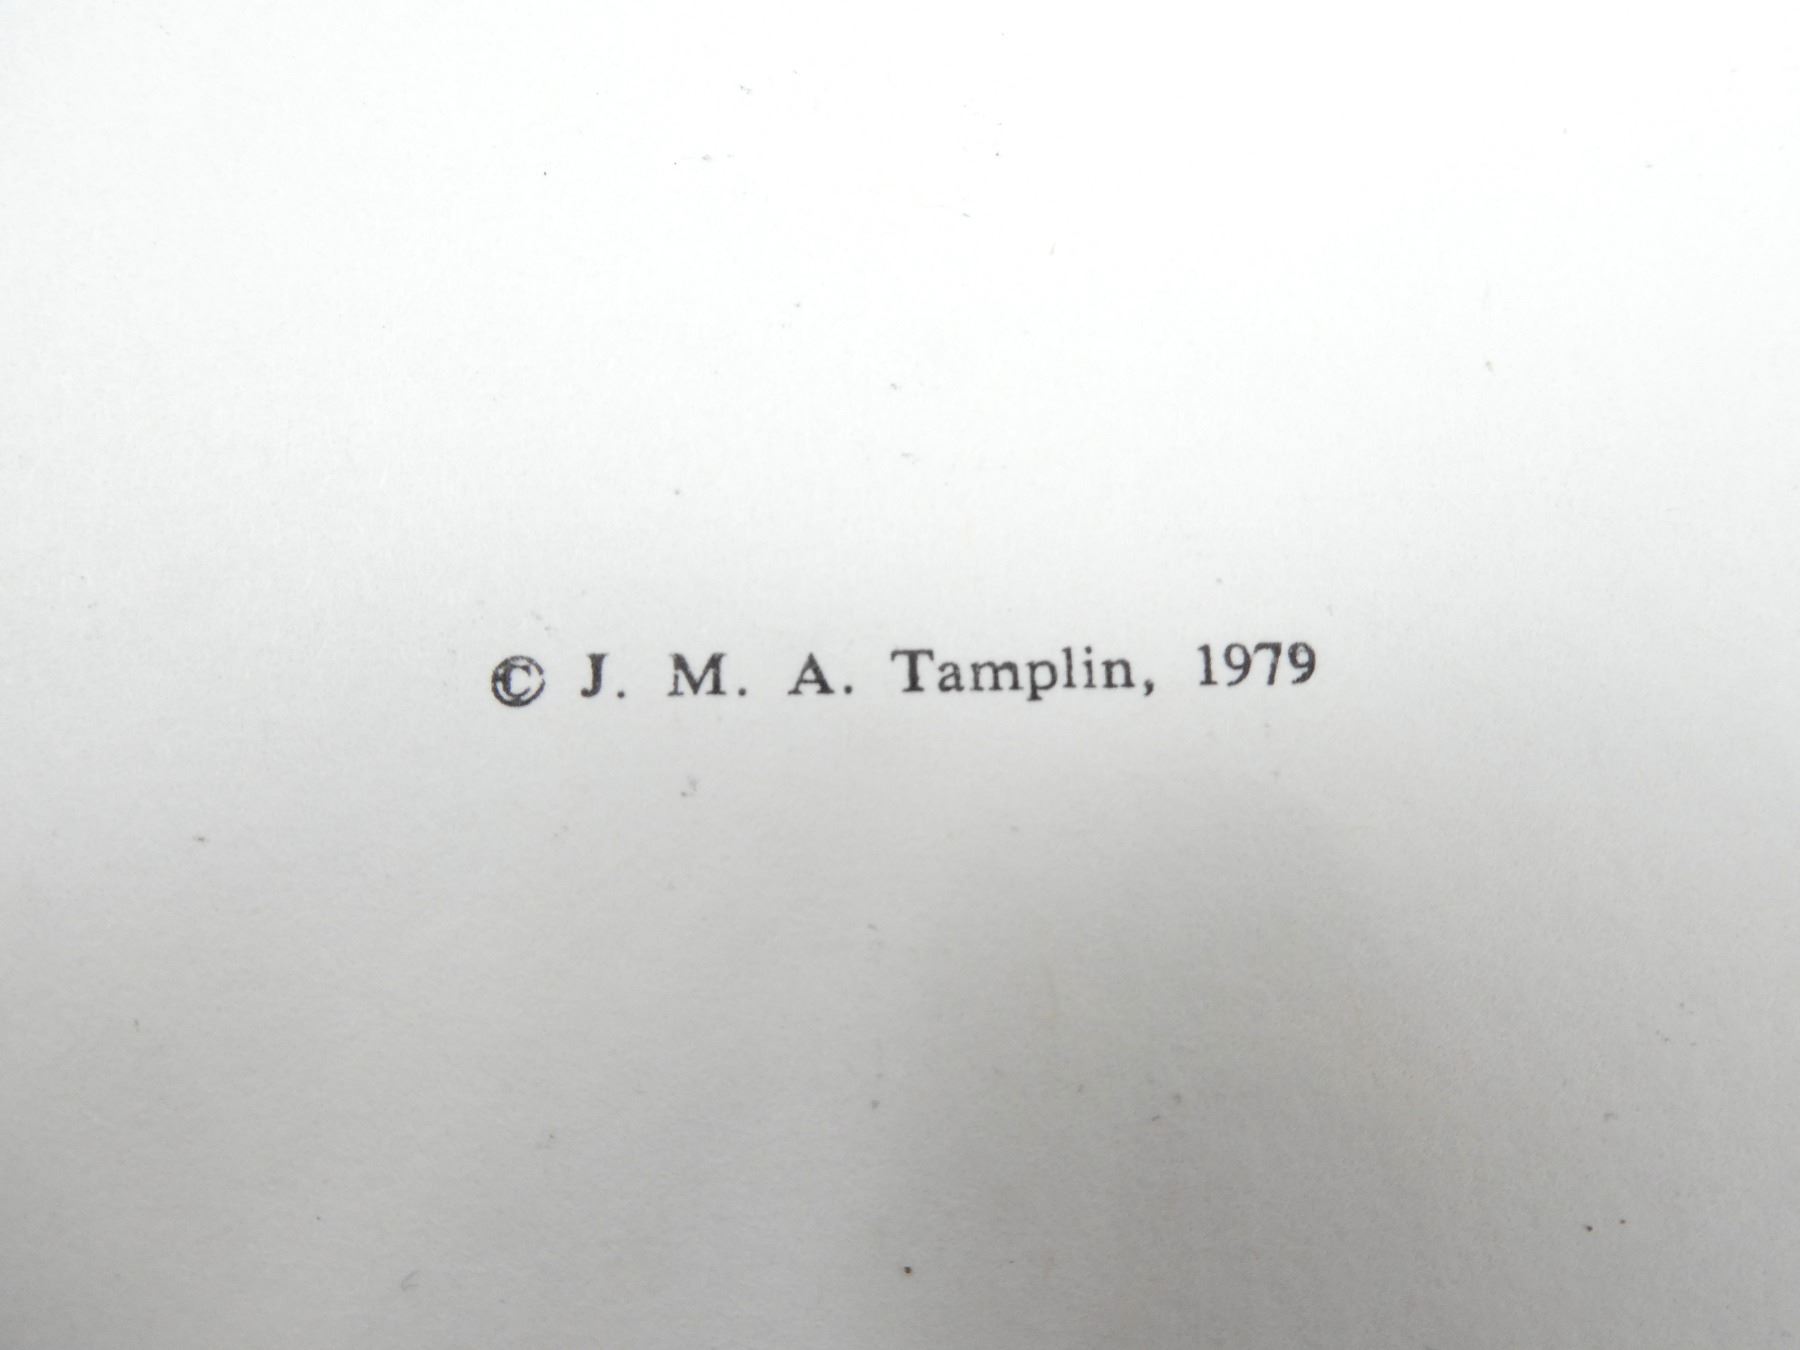 © J. M. A. Tamplin, 1979